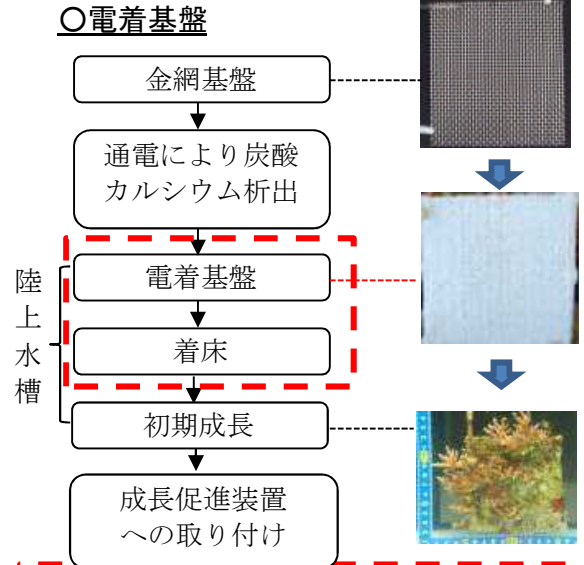 〇電着基盤
金網基盤
通電により炭酸
カルシウム析出
陸上水槽
電着基盤
着床
初期成長
成長促進装置
への取り付け